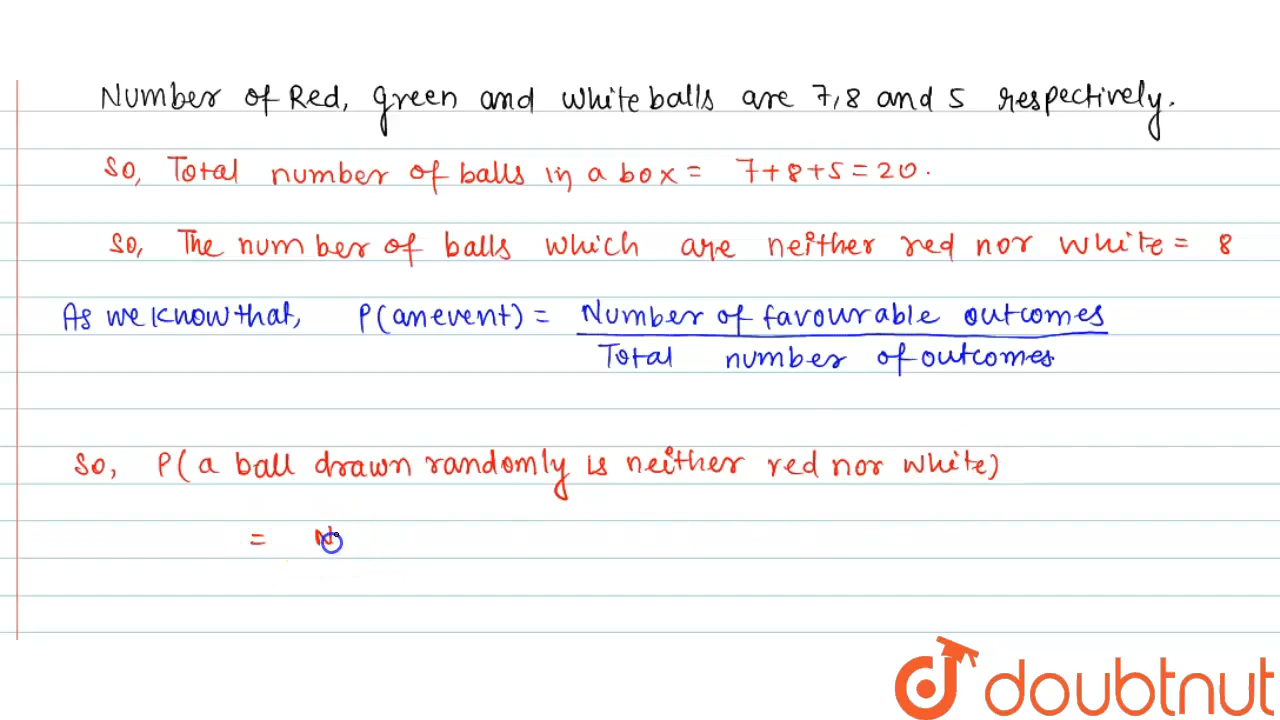 Number of Red, green and white balls are 7, 8 and 5 respectively.
So, Total number of balls in a box = 7+8+5=20.
So, The number of balls which are neither red nor white = 8
As we know that, P(an event) = Number of favourable outcomes
Total number of outcomes
So, P(a ball drawn randomly is neither red nor white)
= N
doubtnut